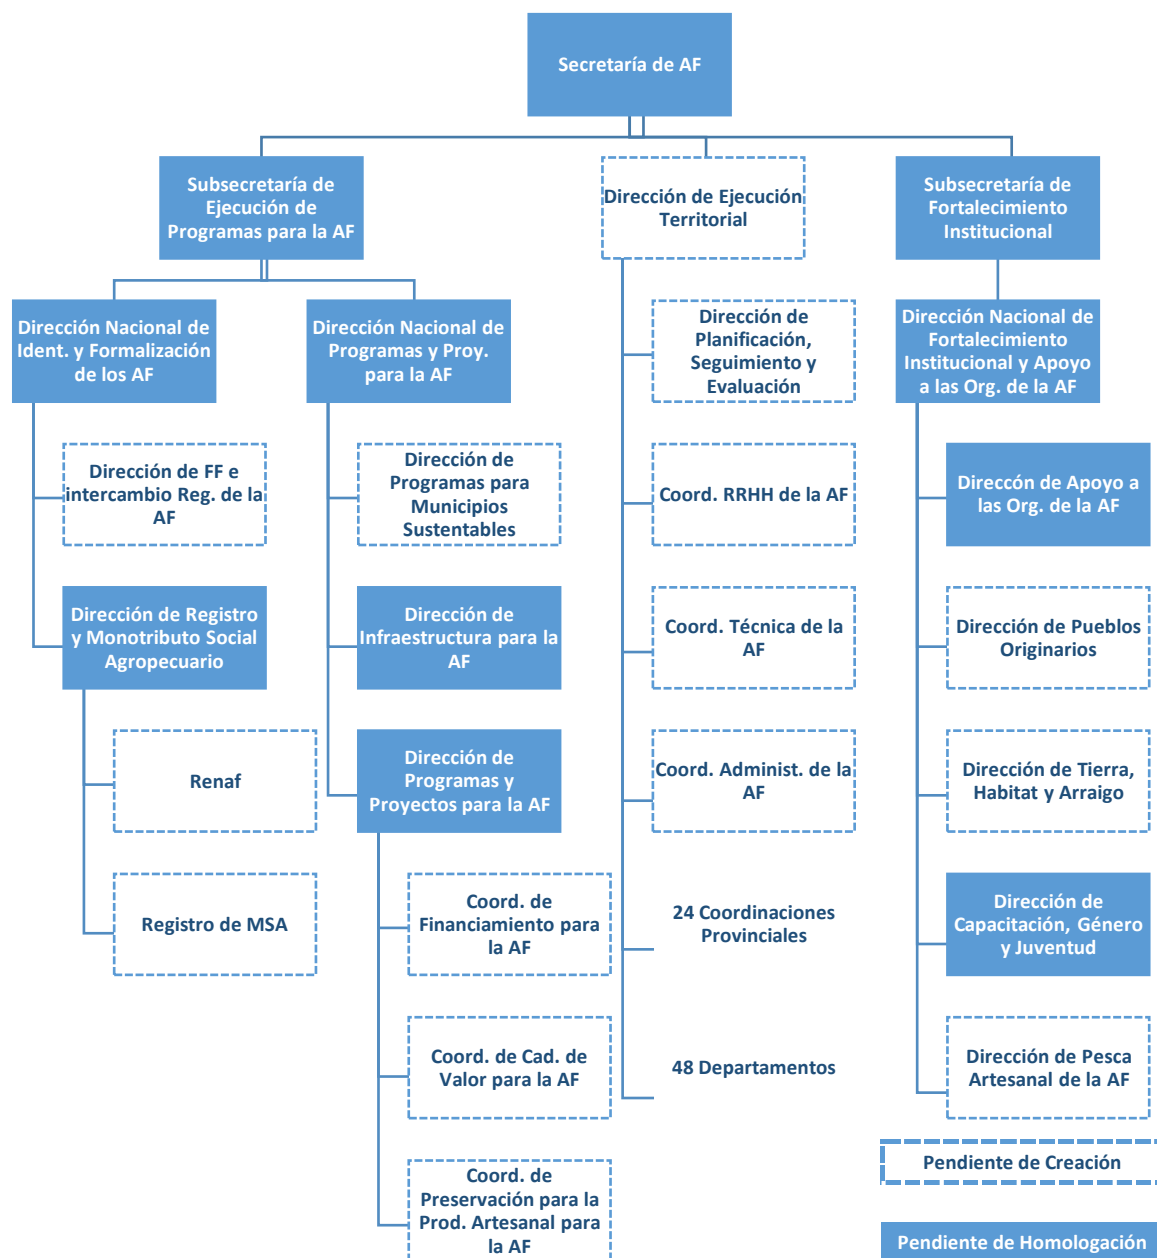 Secretaría de AF
Subsecretaría de
Ejecución de
Programas para la AF
Dirección de Ejecución
Territorial
Subsecretaría de
Fortalecimiento
Institucional
Dirección Nacional de
Ident. y Formalización
de los AF
Dirección Nacional de
Programas y Proy.
para la AF
Dirección de
Planificación,
Seguimiento y
Evaluación
Dirección Nacional de
Fortalecimiento
Institucional y Apoyo
a las Org. de la AF
Dirección de FF e
intercambio Reg. de la
AF
Dirección de
Programas para
Municipios
Sustentables
Coord. RRHH de la AF
Direccón de Apoyo a
las Org. de la AF
Dirección de Registro
y Monotributo Social
Agropecuario
Dirección de
Infraestructura para la
AF
Coord. Técnica de la
AF
Dirección de Pueblos
Originarios
Renaf
Dirección de
Programas y
Proyectos para la AF
Coord. Administ. de la
AF
Dirección de Tierra,
Habitat y Arraigo
Registro de MSA
Coord. de
Financiamiento para
la AF
24 Coordinaciones
Provinciales
Dirección de
Capacitación, Género
y Juventud
Coord. de Cad. de
Valor para la AF
48 Departamentos
Dirección de Pesca
Artesanal de la AF
Coord. de
Preservación para la
Prod. Artesanal para
la AF
Pendiente de Creación
Pendiente de Homologación